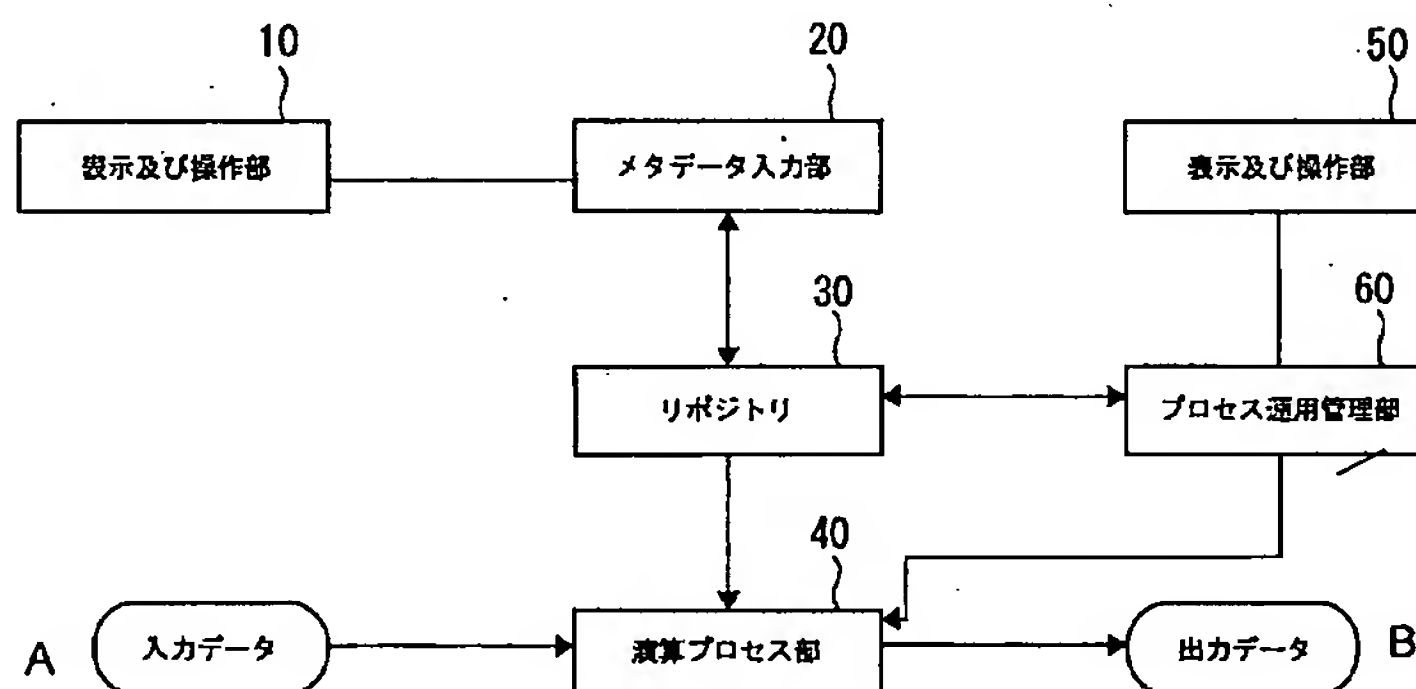 10
20
50
表示及び操作部
メタデータ入力部
表示及び操作部
30
60
リポジトリ
プロセス運用管理部
40
A
入力データ
演算プロセス部
出力データ
B